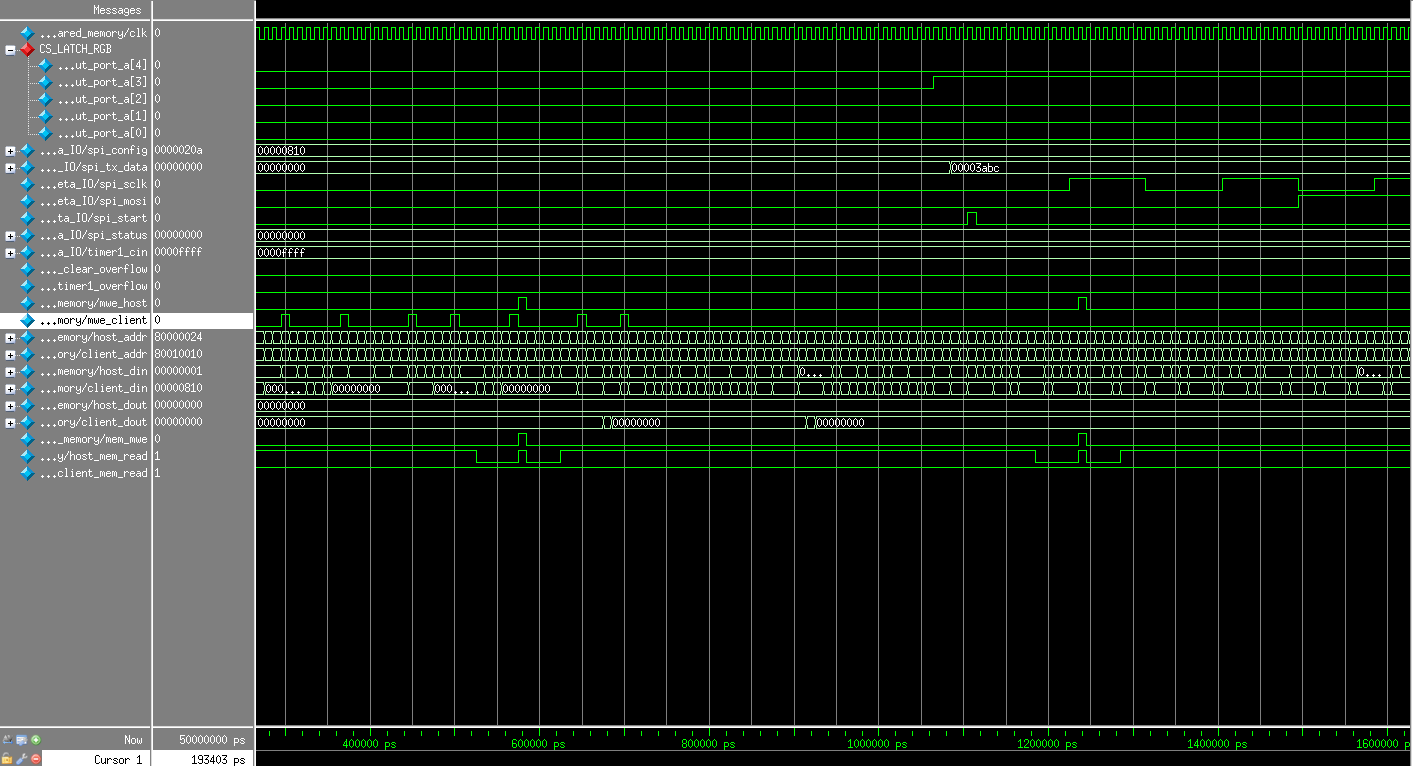 Messages
...ared_memory/clk 0
CS_LATCH_RGB
...ut_port_a[4] 0
...ut_port_a[3] 0
...ut_port_a[2] 0
...ut_port_a[1] 0
...ut_port_a[0] 0
...a_IO/spi_config 0000020a 00000810
..._IO/spi_tx_data 00000000 00000000 00003abc
...eta_IO/spi_sclk 0
...eta_IO/spi_mosi 0
...ta_IO/spi_start 0
...a_IO/spi_status 00000000 00000000
...a_IO/timer1_cin 0000ffff 0000ffff
..._clear_overflow 0
...timer1_overflow 0
...memory/mwe_host 0
...mory/mwe_client 0
...emory/host_addr 80000024
...ory/client_addr 80010010
...memory/host_din 00000001 0... 0...
...mory/client_din 00000810 000... 00000000 000... 00000000
...emory/host_dout 00000000 00000000
...ory/client_dout 00000000 00000000 00000000 00000000
..._memory/mem_mwe 0
...y/host_mem_read 1
...client_mem_read 1
Now 50000000 ps 400000 ps 600000 ps 800000 ps 1000000 ps 1200000 ps 1400000 ps 1600000 ps
Cursor 1 193403 ps